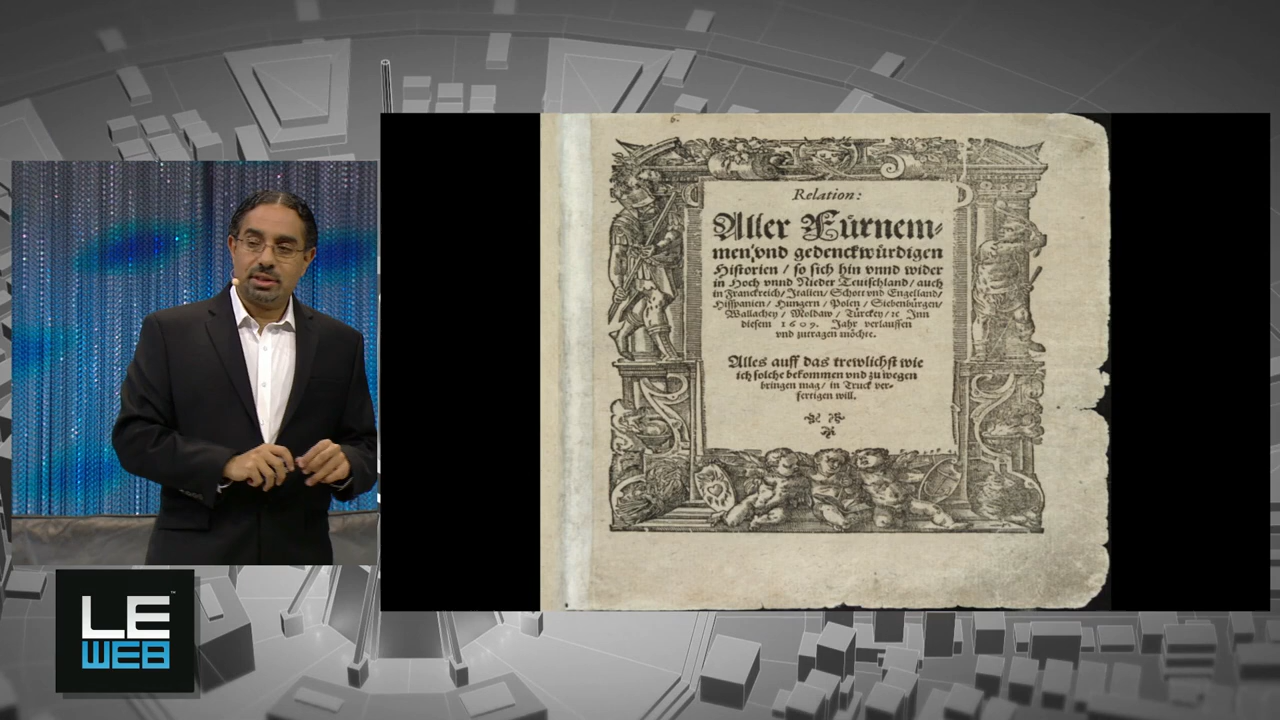 Relation:
Aller Fürnem⸗
men/vnd gedenckwürdigen
Historien / so sich hin vnnd wider
in Hoch vnnd Nieder Teutschland/ auch
in Franckreich/ Italien/ Schott vnd Engelland/
Hisspanien/ Hungern/ Polen/ Siebenbürgen/
Wallachey / Moldaw / Türckey/ ꝛc Inn
diesem 1609. Jahr verlauffen
vnd zutragen möchte.
Alles auff das trewlichst wie
ich solche bekommen vnd zu wegen
bringen mag/ in Truck ver⸗
fertigen will.
LE
WEB
™